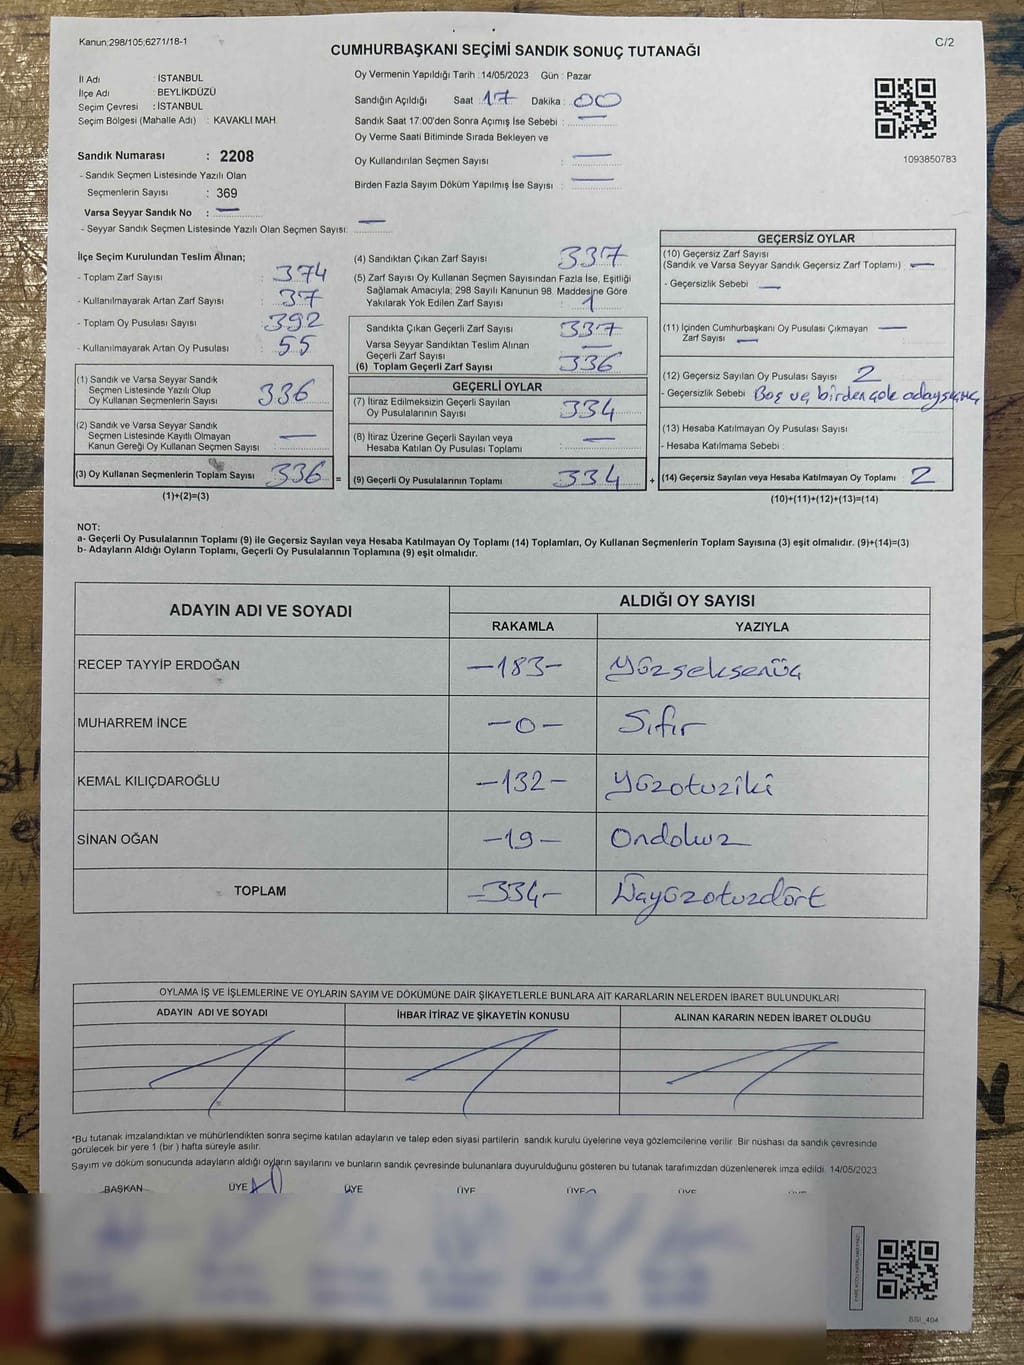 Kanun;298/105;6271/18-1
C/2
CUMHURBAŞKANI SEÇİMİ SANDIK SONUÇ TUTANAĞI
İl Adı : İSTANBUL
İlçe Adı : BEYLİKDÜZÜ
Seçim Çevresi : İSTANBUL
Seçim Bölgesi (Mahalle Adı) : KAVAKLI MAH.
Sandık Numarası : 2208
- Sandık Seçmen Listesinde Yazılı Olan
Seçmenlerin Sayısı : 369
Varsa Seyyar Sandık No : —
- Seyyar Sandık Seçmen Listesinde Yazılı Olan Seçmen Sayısı: —
Oy Vermenin Yapıldığı Tarih : 14/05/2023 Gün : Pazar
Sandığın Açıldığı Saat : 17 Dakika : 00
Sandık Saat 17:00'den Sonra Açımış İse Sebebi : —
Oy Verme Saati Bitiminde Sırada Bekleyen ve
Oy Kullandırılan Seçmen Sayısı : —
Birden Fazla Sayım Döküm Yapılmış İse Sayısı : —
1093850783
İlçe Seçim Kurulundan Teslim Alınan;
- Toplam Zarf Sayısı : 374
- Kullanılmayarak Artan Zarf Sayısı : 37
- Toplam Oy Pusulası Sayısı : 392
- Kullanılmayarak Artan Oy Pusulası : 55
(1) Sandık ve Varsa Seyyar Sandık
Seçmen Listesinde Yazılı Olup
Oy Kullanan Seçmenlerin Sayısı : 336
(2) Sandık ve Varsa Seyyar Sandık
Seçmen Listesinde Kayıtlı Olmayan
Kanun Gereği Oy Kullanan Seçmen Sayısı : —
(3) Oy Kullanan Seçmenlerin Toplam Sayısı 336 =
(1)+(2)=(3)
(4) Sandıktan Çıkan Zarf Sayısı : 337
(5) Zarf Sayısı Oy Kullanan Seçmen Sayısından Fazla İse, Eşitliği
Sağlamak Amacıyla; 298 Sayılı Kanunun 98. Maddesine Göre
Yakılarak Yok Edilen Zarf Sayısı : 1
Sandıkta Çıkan Geçerli Zarf Sayısı : 337
Varsa Seyyar Sandıktan Teslim Alınan
Geçerli Zarf Sayısı : —
(6) Toplam Geçerli Zarf Sayısı : 336
GEÇERLİ OYLAR
(7) İtiraz Edilmeksizin Geçerli Sayılan
Oy Pusulalarının Sayısı : 334
(8) İtiraz Üzerine Geçerli Sayılan veya
Hesaba Katılan Oy Pusulası Toplamı : —
(9) Geçerli Oy Pusulalarının Toplamı 334 +
GEÇERSİZ OYLAR
(10) Geçersiz Zarf Sayısı
(Sandık ve Varsa Seyyar Sandık Geçersiz Zarf Toplamı) : —
- Geçersizlik Sebebi : —
(11) İçinden Cumhurbaşkanı Oy Pusulası Çıkmayan
Zarf Sayısı : —
(12) Geçersiz Sayılan Oy Pusulası Sayısı : 2
- Geçersizlik Sebebi : Boş ve birden çok adays
(13) Hesaba Katılmayan Oy Pusulası Sayısı :
- Hesaba Katılmama Sebebi :
(14) Geçersiz Sayılan veya Hesaba Katılmayan Oy Toplamı : 2
(10)+(11)+(12)+(13)=(14)
NOT:
a- Geçerli Oy Pusulalarının Toplamı (9) ile Geçersiz Sayılan veya Hesaba Katılmayan Oy Toplamı (14) Toplamları, Oy Kullanan Seçmenlerin Toplam Sayısına (3) eşit olmalıdır. (9)+(14)=(3)
b- Adayların Aldığı Oyların Toplamı, Geçerli Oy Pusulalarının Toplamına (9) eşit olmalıdır.
ADAYIN ADI VE SOYADI
ALDIĞI OY SAYISI
RAKAMLA YAZIYLA
RECEP TAYYİP ERDOĞAN -183- Yüzseksenüç
MUHARREM İNCE -0- Sıfır
KEMAL KILIÇDAROĞLU -132- Yüzotuziki
SİNAN OĞAN -19- Ondokuz
TOPLAM -334- Üçyüzotuzdört
OYLAMA İŞ VE İŞLEMLERİNE VE OYLARIN SAYIM VE DÖKÜMÜNE DAİR ŞİKAYETLERLE BUNLARA AİT KARARLARIN NELERDEN İBARET BULUNDUKLARI
ADAYIN ADI VE SOYADI İHBAR İTİRAZ VE ŞİKAYETİN KONUSU ALINAN KARARIN NEDEN İBARET OLDUĞU
*Bu tutanak imzalandıktan ve mühürlendikten sonra seçime katılan adayların ve talep eden siyasi partilerin sandık kurulu üyelerine veya gözlemcilerine verilir. Bir nüshası da sandık çevresinde
görülecek bir yere 1 (bir ) hafta süreyle asılır.
Sayım ve döküm sonucunda adayların aldığı oyların sayılarını ve bunların sandık çevresinde bulunanlara duyurulduğunu gösteren bu tutanak tarafımızdan düzenlenerek imza edildi. 14/05/2023
BAŞKAN ÜYE ÜYE ÜYE ÜYE ÜYE